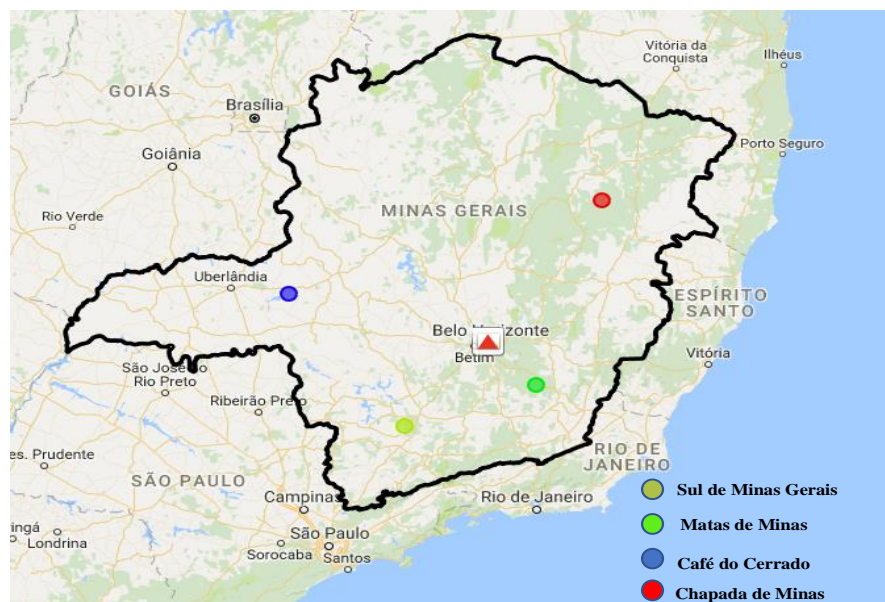 Vitória da
Conquista
Ilhéus
GOIÁS
Brasília
Goiânia
Porto Seguro
Rio Verde
MINAS GERAIS
Uberlândia
ESPÍRITO
SANTO
Belo Horizonte
Betim
Vitória
São José do
Rio Preto
Ribeirão Preto
es. Prudente
RIO DE
JANEIRO
SÃO PAULO
Sul de Minas Gerais
Campinas
Rio de Janeiro
ingá
Matas de Minas
Londrina
São Paulo
Sorocaba
Santos
Café do Cerrado
Chapada de Minas